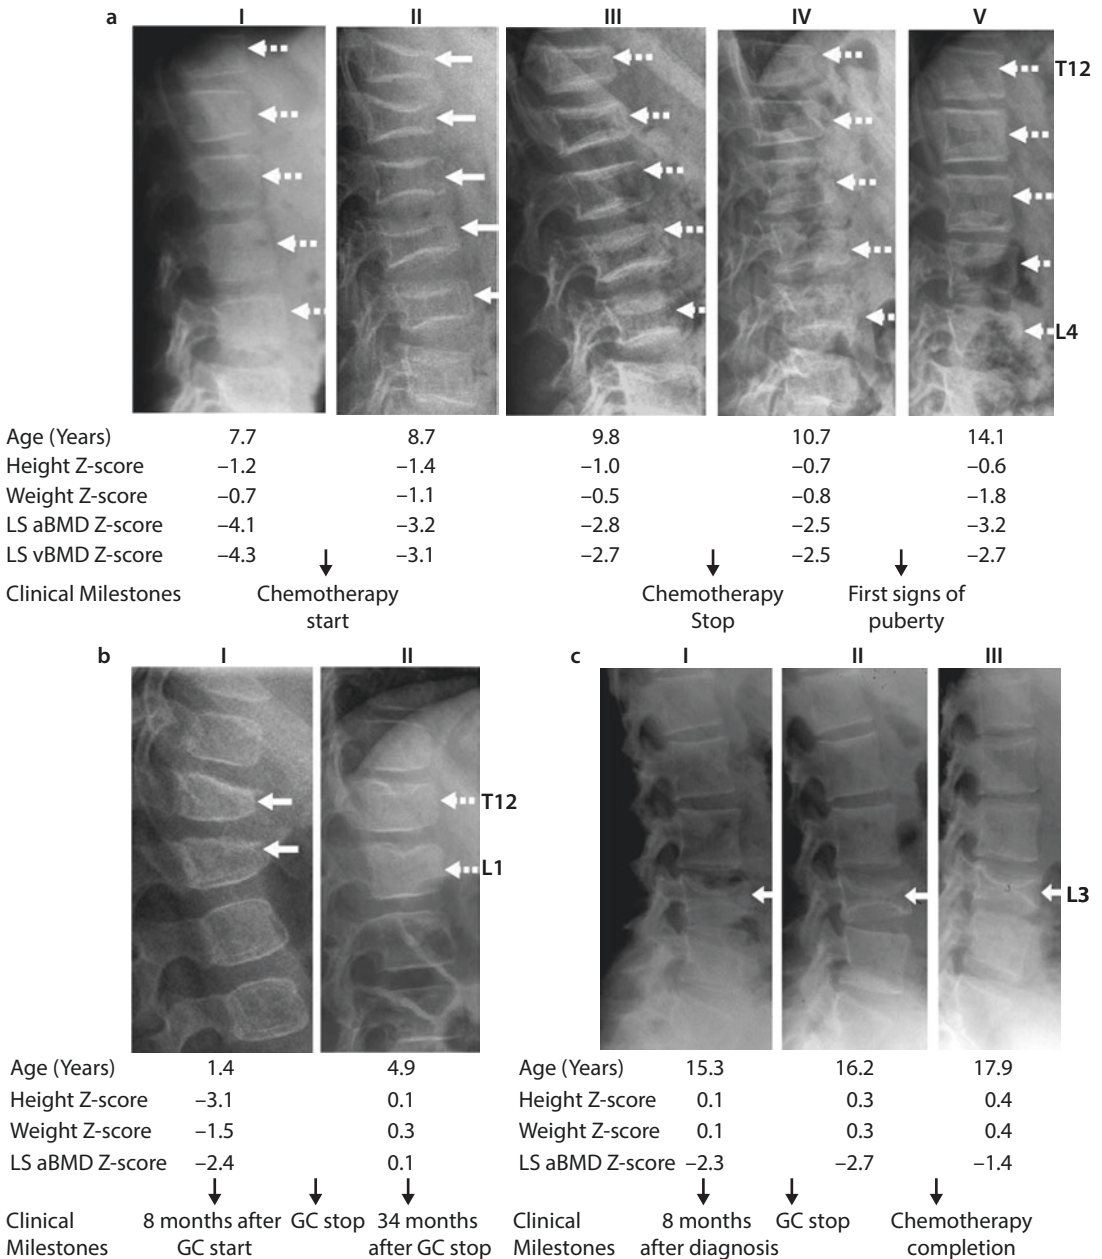 a I II III IV V
T12
L4
Age (Years) 7.7 8.7 9.8 10.7 14.1
Height Z-score –1.2 –1.4 –1.0 –0.7 –0.6
Weight Z-score –0.7 –1.1 –0.5 –0.8 –1.8
LS aBMD Z-score –4.1 –3.2 –2.8 –2.5 –3.2
LS vBMD Z-score –4.3 –3.1 –2.7 –2.5 –2.7
Clinical Milestones Chemotherapy Chemotherapy First signs of
start Stop puberty
b I II c I II III
T12
L1
L3
Age (Years) 1.4 4.9 Age (Years) 15.3 16.2 17.9
Height Z-score –3.1 0.1 Height Z-score 0.1 0.3 0.4
Weight Z-score –1.5 0.3 Weight Z-score 0.1 0.3 0.4
LS aBMD Z-score –2.4 0.1 LS aBMD Z-score –2.3 –2.7 –1.4
Clinical 8 months after GC stop 34 months Clinical 8 months GC stop Chemotherapy
Milestones GC start after GC stop Milestones after diagnosis completion